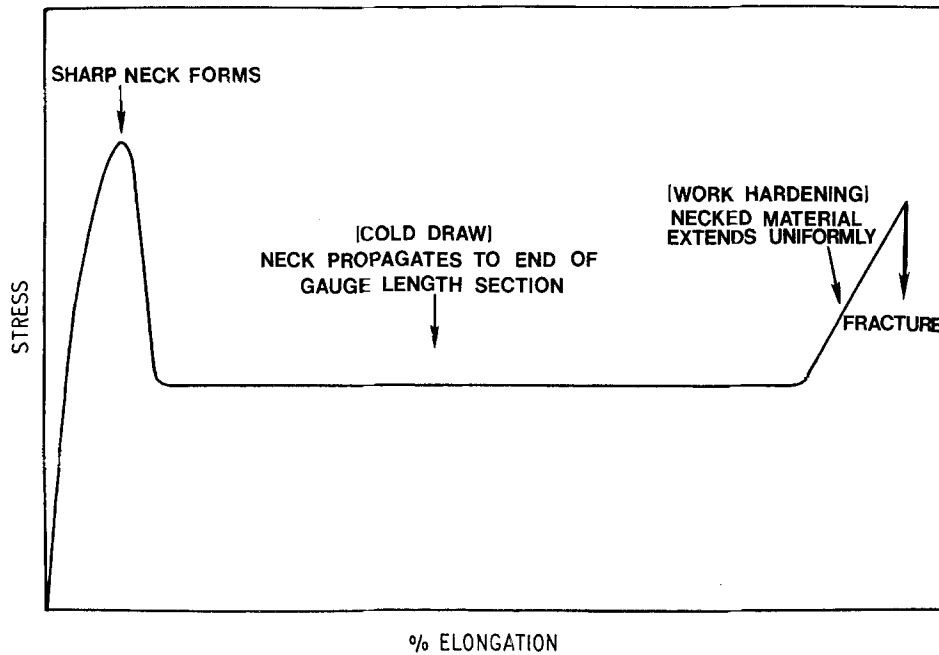 SHARP NECK FORMS
[COLD DRAW]
NECK PROPAGATES TO END OF
GAUGE LENGTH SECTION
[WORK HARDENING]
NECKED MATERIAL
EXTENDS UNIFORMLY
FRACTURE
STRESS
% ELONGATION